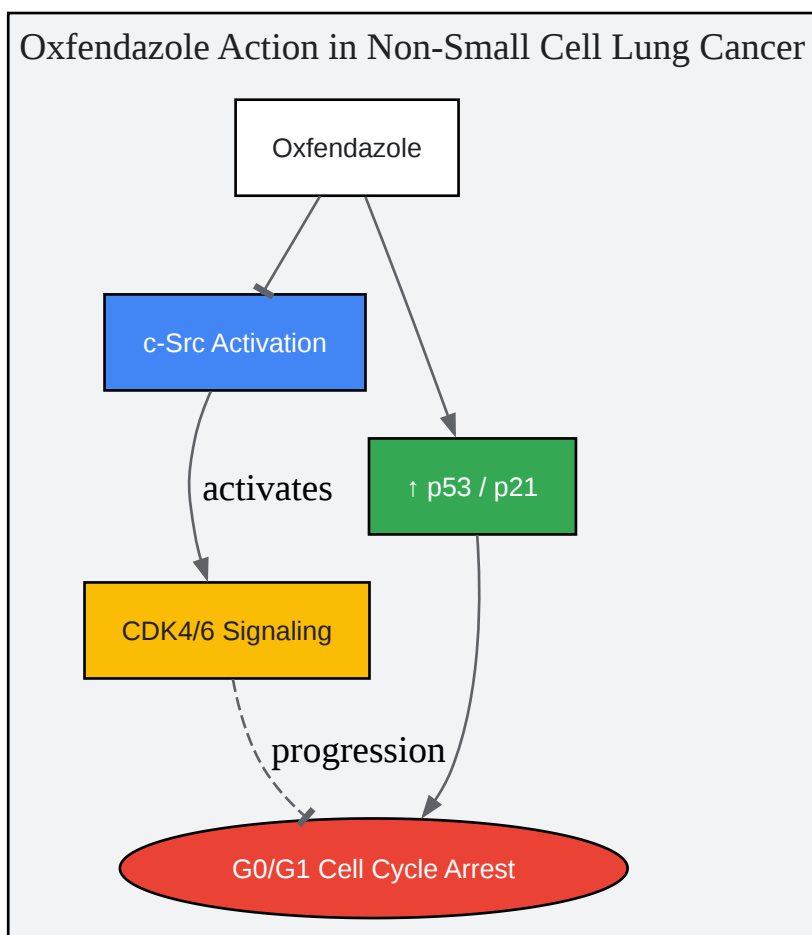 Oxfendazole Action in Non-Small Cell Lung Cancer
Oxfendazole
c-Src Activation
activates
↑ p53 / p21
CDK4/6 Signaling
progression
G0/G1 Cell Cycle Arrest